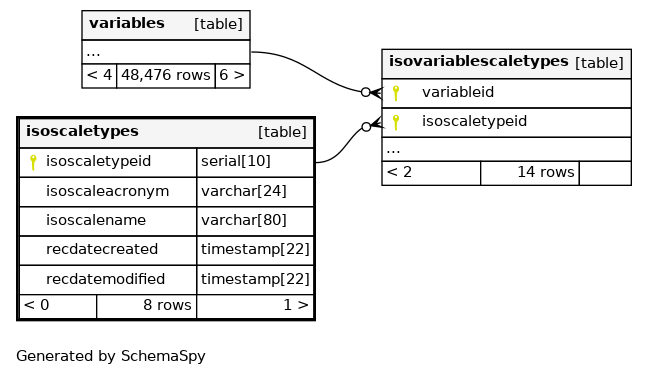 variables [table]
...
< 4 48,476 rows 6 >
isovariablescaletypes [table]
variableid
isoscaletypeid
...
< 2 14 rows
isoscaletypes [table]
isoscaletypeid serial[10]
isoscaleacronym varchar[24]
isoscalename varchar[80]
recdatecreated timestamp[22]
recdatemodified timestamp[22]
< 0 8 rows 1 >
Generated by SchemaSpy